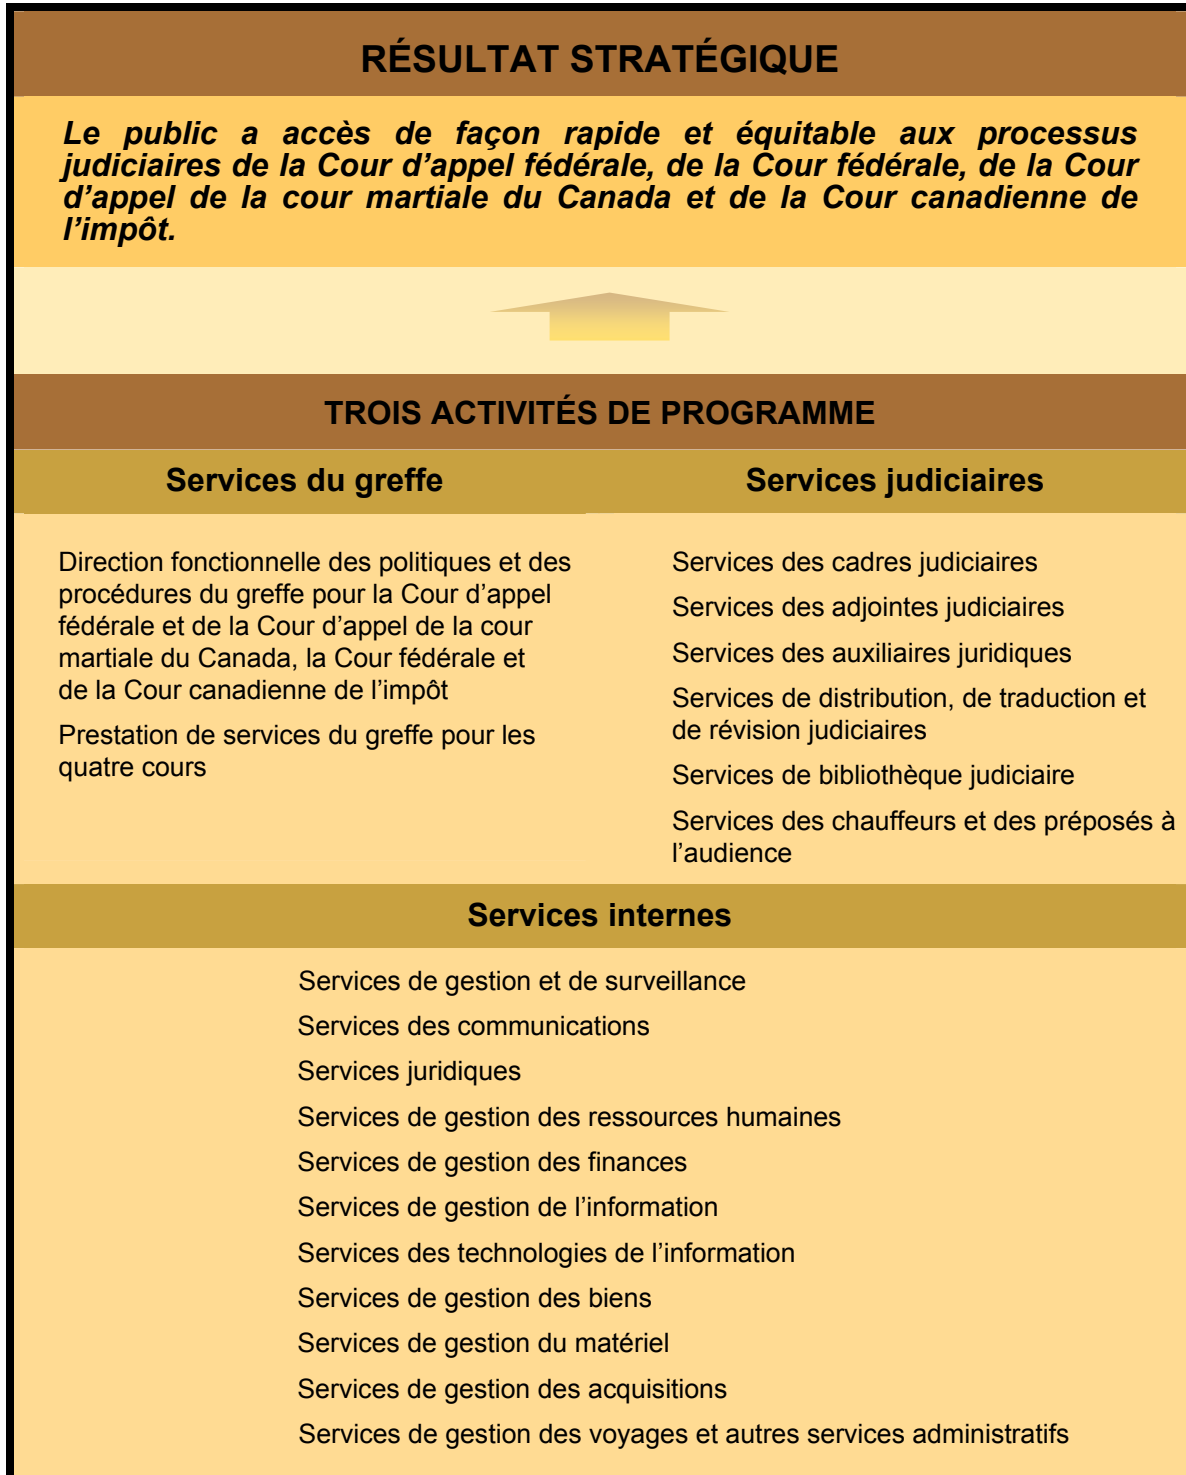 RÉSULTAT STRATÉGIQUE
Le public a accès de façon rapide et équitable aux processus
judiciaires de la Cour d’appel fédérale, de la Cour fédérale, de la Cour
d’appel de la cour martiale du Canada et de la Cour canadienne de
l’impôt.
TROIS ACTIVITÉS DE PROGRAMME
Services du greffe
Direction fonctionnelle des politiques et des
procédures du greffe pour la Cour d’appel
fédérale et de la Cour d’appel de la cour
martiale du Canada, la Cour fédérale et
de la Cour canadienne de l’impôt
Prestation de services du greffe pour les
quatre cours
Services judiciaires
Services des cadres judiciaires
Services des adjointes judiciaires
Services des auxiliaires juridiques
Services de distribution, de traduction et
de révision judiciaires
Services de bibliothèque judiciaire
Services des chauffeurs et des préposés à
l’audience
Services internes
Services de gestion et de surveillance
Services des communications
Services juridiques
Services de gestion des ressources humaines
Services de gestion des finances
Services de gestion de l’information
Services des technologies de l’information
Services de gestion des biens
Services de gestion du matériel
Services de gestion des acquisitions
Services de gestion des voyages et autres services administratifs